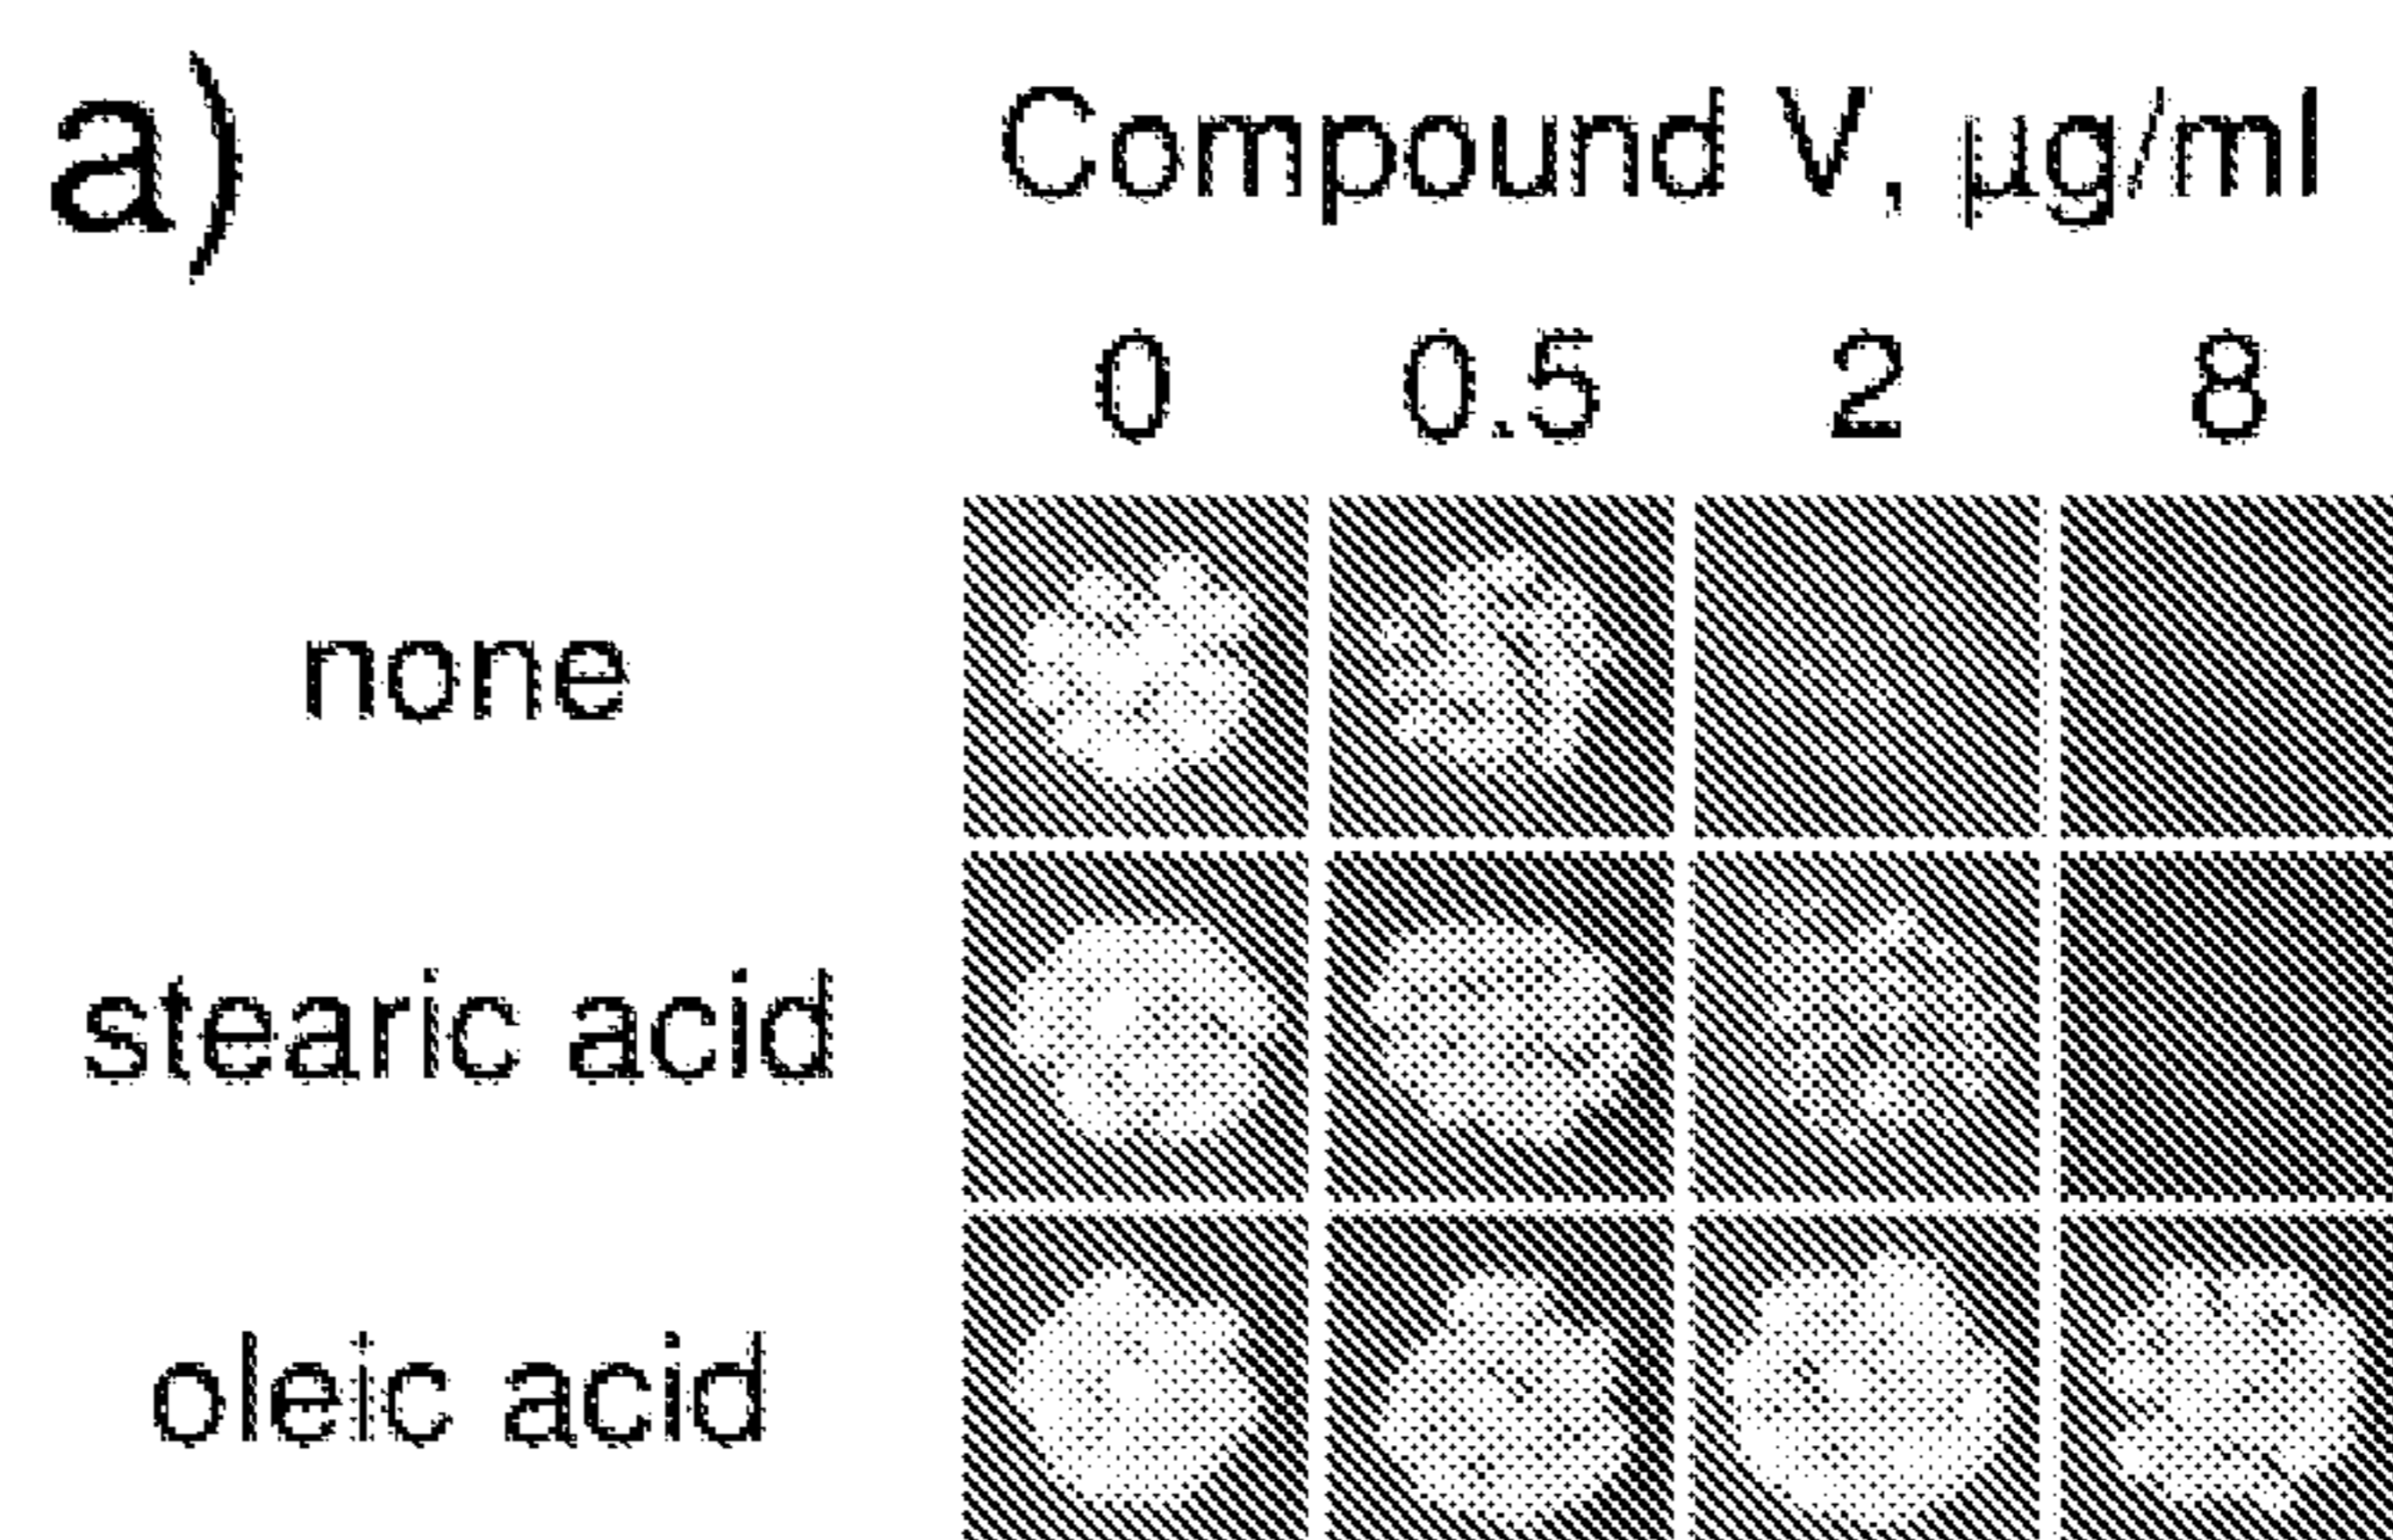 a)
Compound V, µg/ml
0 0.5 2 8
none
stearic acid
oleic acid